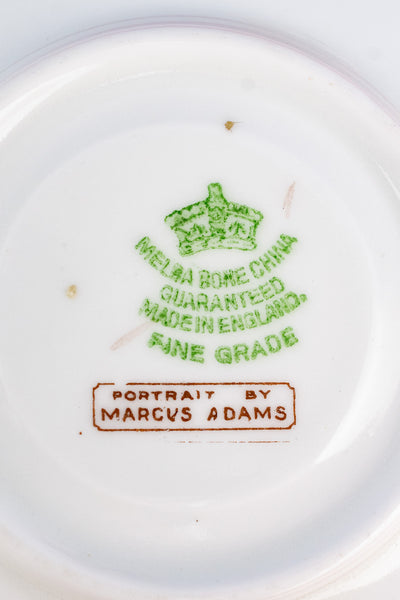 MELBA BONE CHINA
GUARANTEED
MADE IN ENGLAND.
FINE GRADE
PORTRAIT BY
MARCUS ADAMS